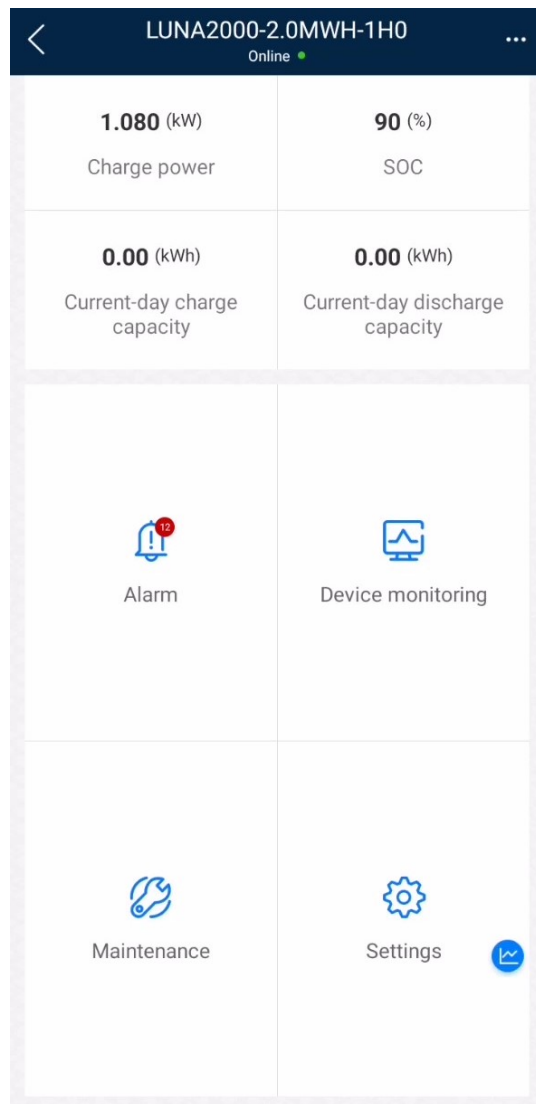 LUNA2000-2.0MWH-1H0
...
Online
1.080 (kW)
Charge power
90 (%)
SOC
0.00 (kWh)
Current-day charge
capacity
0.00 (kWh)
Current-day discharge
capacity
12
Alarm
Device monitoring
Maintenance
Settings